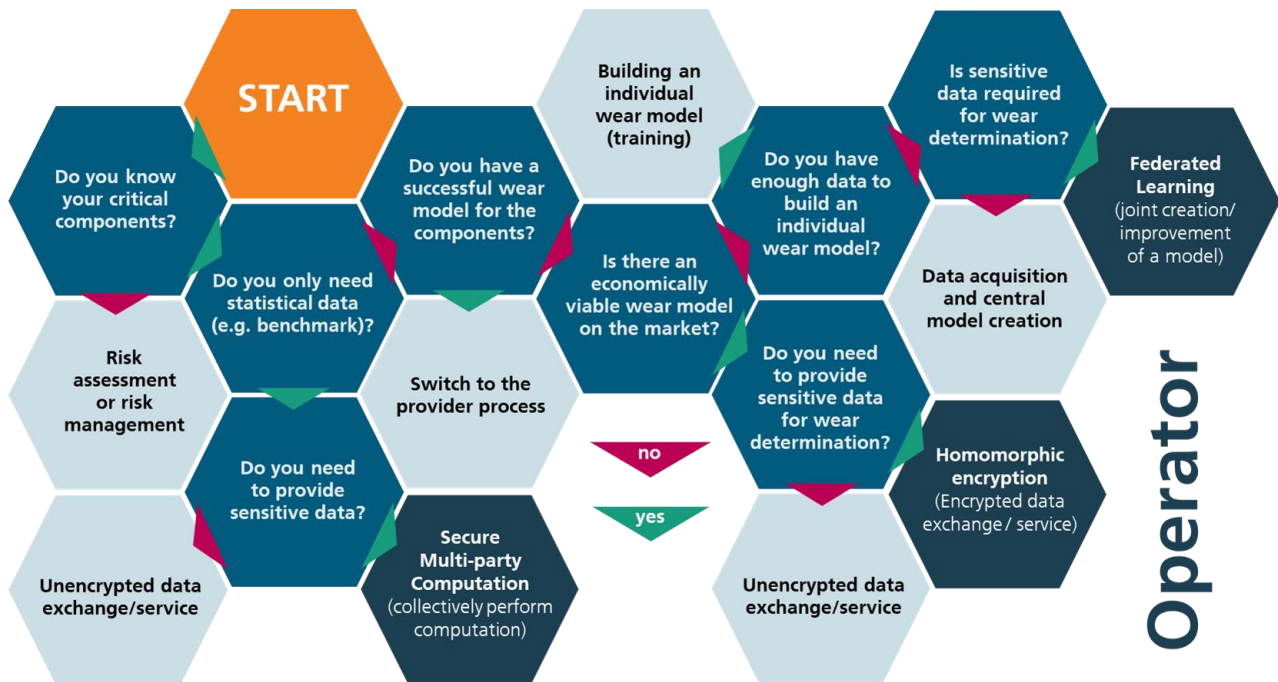 START
Do you know
your critical
components?
Do you only need
statistical data
(e.g. benchmark)?
Risk
assessment
or risk
management
Do you need
to provide
sensitive data?
Unencrypted data
exchange/service
Secure
Multi-party
Computation
(collectively perform
computation)
Do you have a
successful wear
model for the
components?
Switch to the
provider process
Is there an
economically
viable wear model
on the market?
Building an
individual
wear model
(training)
Do you have
enough data to
build an
individual
wear model?
Do you need
to provide
sensitive data
for wear
determination?
Unencrypted data
exchange/service
Homomorphic
encryption
(Encrypted data
exchange / service)
Is sensitive
data required
for wear
determination?
Data acquisition
and central
model creation
Federated
Learning
(joint creation/
improvement
of a model)
no
yes
Operator